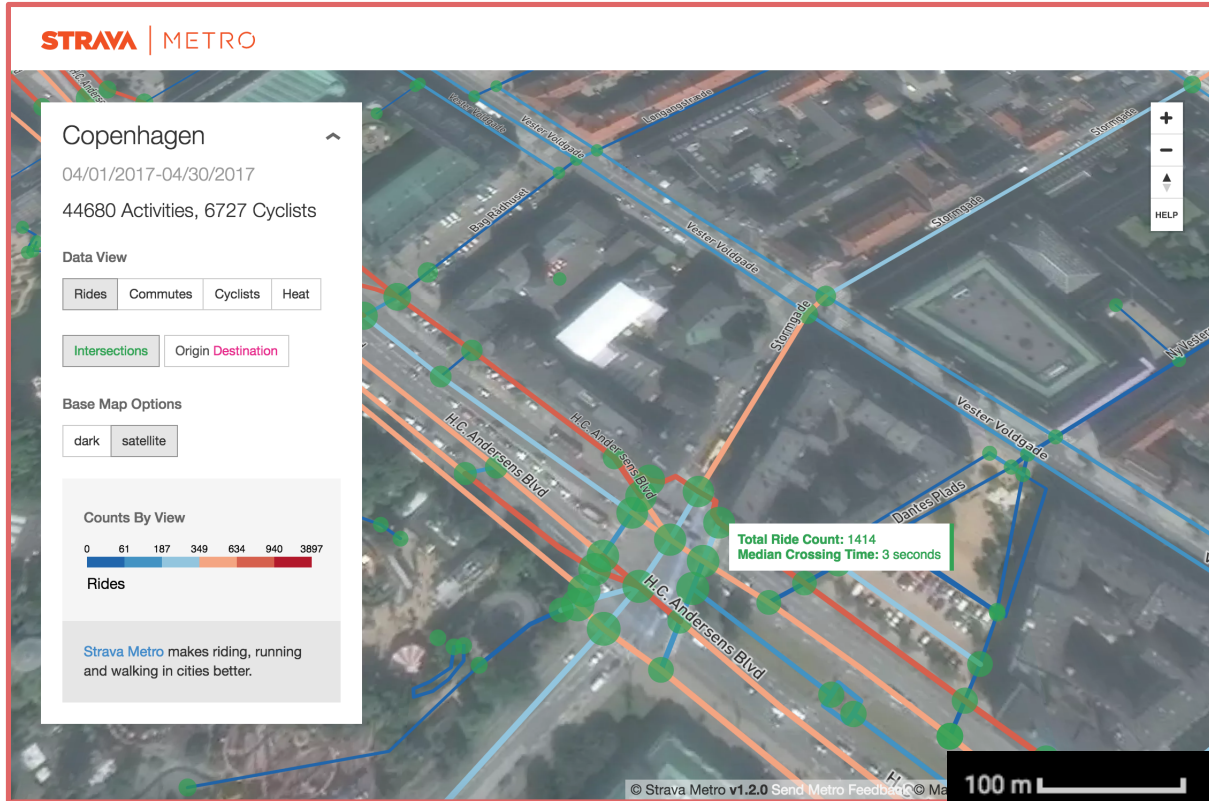 STRAVA | METRO
Copenhagen
04/01/2017-04/30/2017
44680 Activities, 6727 Cyclists
Data View
Rides Commutes Cyclists Heat
Intersections Origin Destination
Base Map Options
dark satellite
Counts By View
0 61 187 349 634 940 3897
Rides
Strava Metro makes riding, running
and walking in cities better.
H.C. Andersens
Vester Voldgade
Vester Voldgade
Længangstræde
Stormgade
+
−
HELP
Bag Rådhuset
Stormgade
Vester Voldgade
Stormgade
Ny Vester
H.C. Andersens Blvd
H.C. Andersens Blvd
Vester Voldgade
Dantes Plads
Total Ride Count: 1414
Median Crossing Time: 3 seconds
H.C. Andersens Blvd
H.C.
© Strava Metro v1.2.0 Send Metro Feedback © Ma
100 m